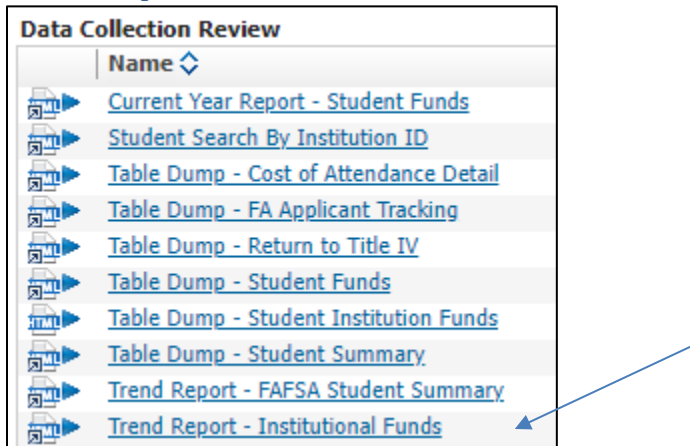 Data Collection Review
Name
Current Year Report - Student Funds
Student Search By Institution ID
Table Dump - Cost of Attendance Detail
Table Dump - FA Applicant Tracking
Table Dump - Return to Title IV
Table Dump - Student Funds
Table Dump - Student Institution Funds
Table Dump - Student Summary
Trend Report - FAFSA Student Summary
Trend Report - Institutional Funds